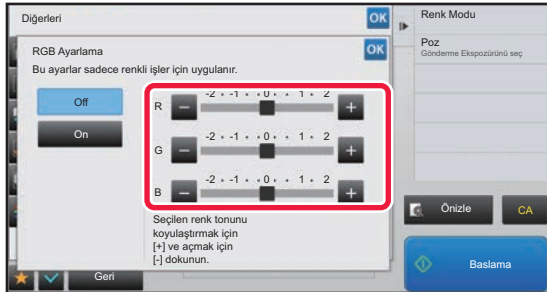 Diğerleri
OK
Renk Modu
Poz
Gönderme Ekspozürünü seç
RGB Ayarlama
OK
Bu ayarlar sadece renkli işler için uygulanır.
Off
On
-2 • -1 • • 0 • • 1 • 2
R − +
-2 • -1 • • 0 • • 1 • 2
G − +
-2 • -1 • • 0 • • 1 • 2
B − +
Seçilen renk tonunu
koyulaştırmak için
[+] ve açmak için
[-] dokunun.
Önizle
CA
Baslama
Geri